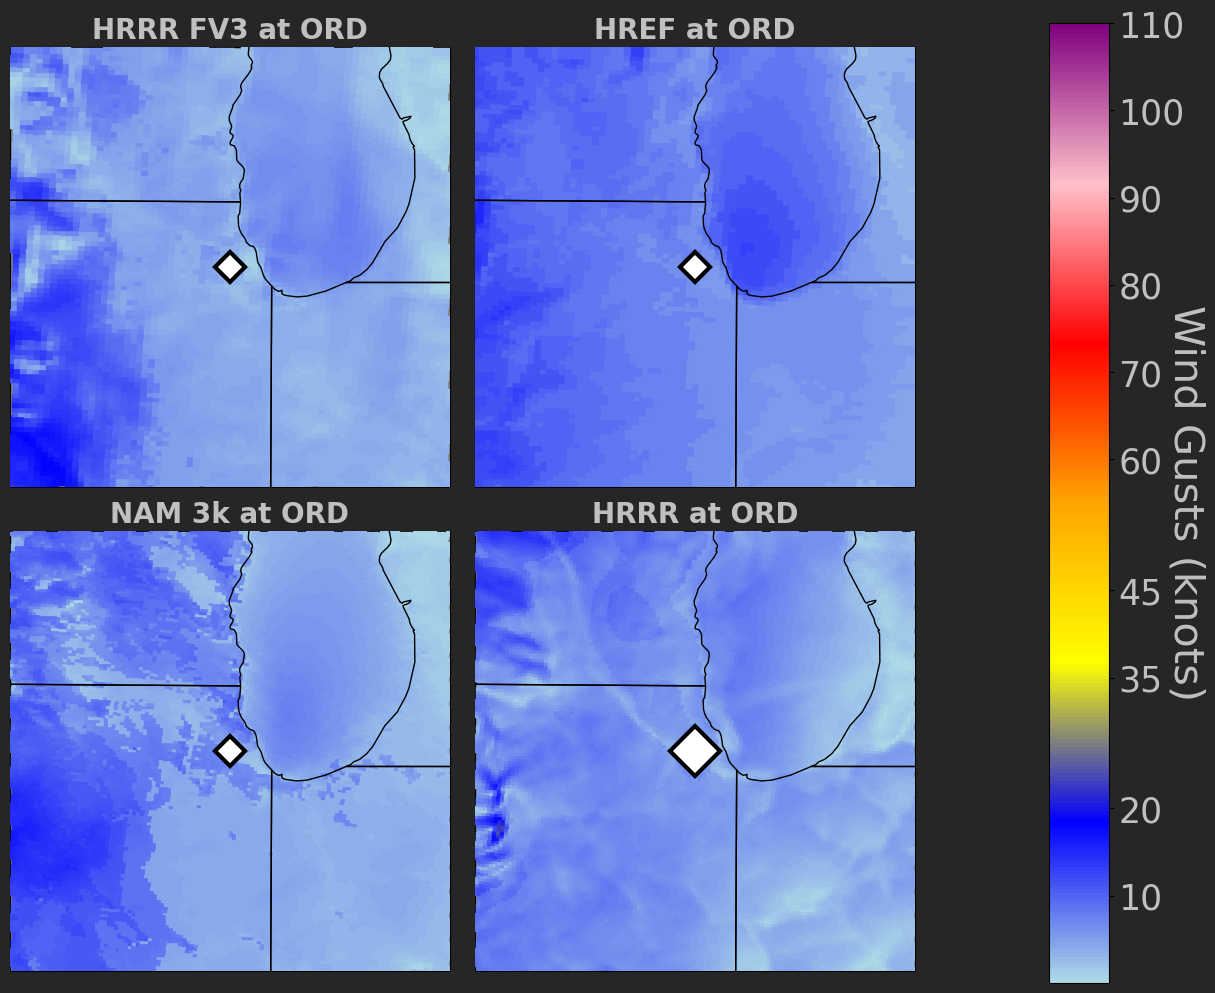 HRRR FV3 at ORD
HREF at ORD
NAM 3k at ORD
HRRR at ORD
110
100
90
80
70
60
45
35
20
10
Wind Gusts (knots)